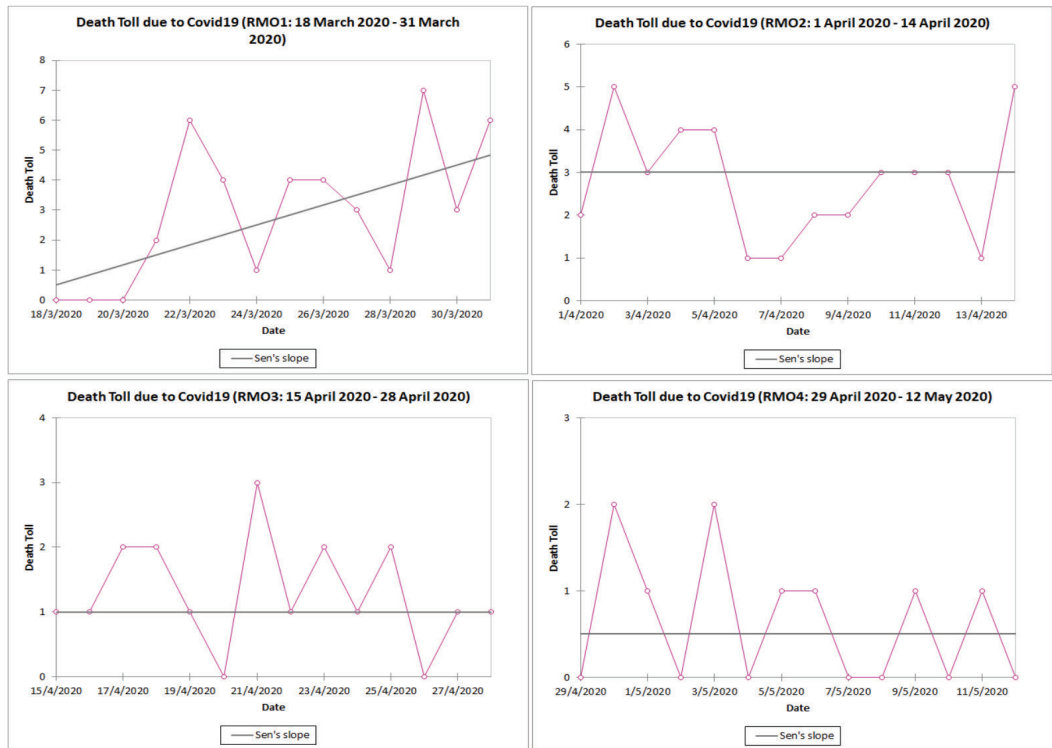 Death Toll due to Covid19 (RMO1: 18 March 2020 - 31 March
2020)
8
7
6
5
4
3
2
1
0
Death Toll
18/3/2020 20/3/2020 22/3/2020 24/3/2020 26/3/2020 28/3/2020 30/3/2020
Date
Sen's slope
Death Toll due to Covid19 (RMO2: 1 April 2020 - 14 April 2020)
6
5
4
3
2
1
0
Death Toll
1/4/2020 3/4/2020 5/4/2020 7/4/2020 9/4/2020 11/4/2020 13/4/2020
Date
Sen's slope
Death Toll due to Covid19 (RMO3: 15 April 2020 - 28 April 2020)
4
3
2
1
0
Death Toll
15/4/2020 17/4/2020 19/4/2020 21/4/2020 23/4/2020 25/4/2020 27/4/2020
Date
Sen's slope
Death Toll due to Covid19 (RMO4: 29 April 2020 - 12 May 2020)
3
2
1
0
Death Toll
29/4/2020 1/5/2020 3/5/2020 5/5/2020 7/5/2020 9/5/2020 11/5/2020
Date
Sen's slope